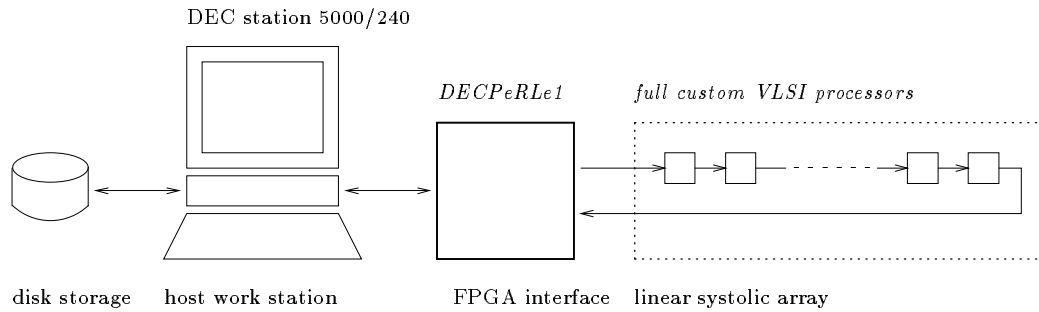 DEC station 5000/240
DECPeRLe1
full custom VLSI processors
disk storage
host work station
FPGA interface
linear systolic array